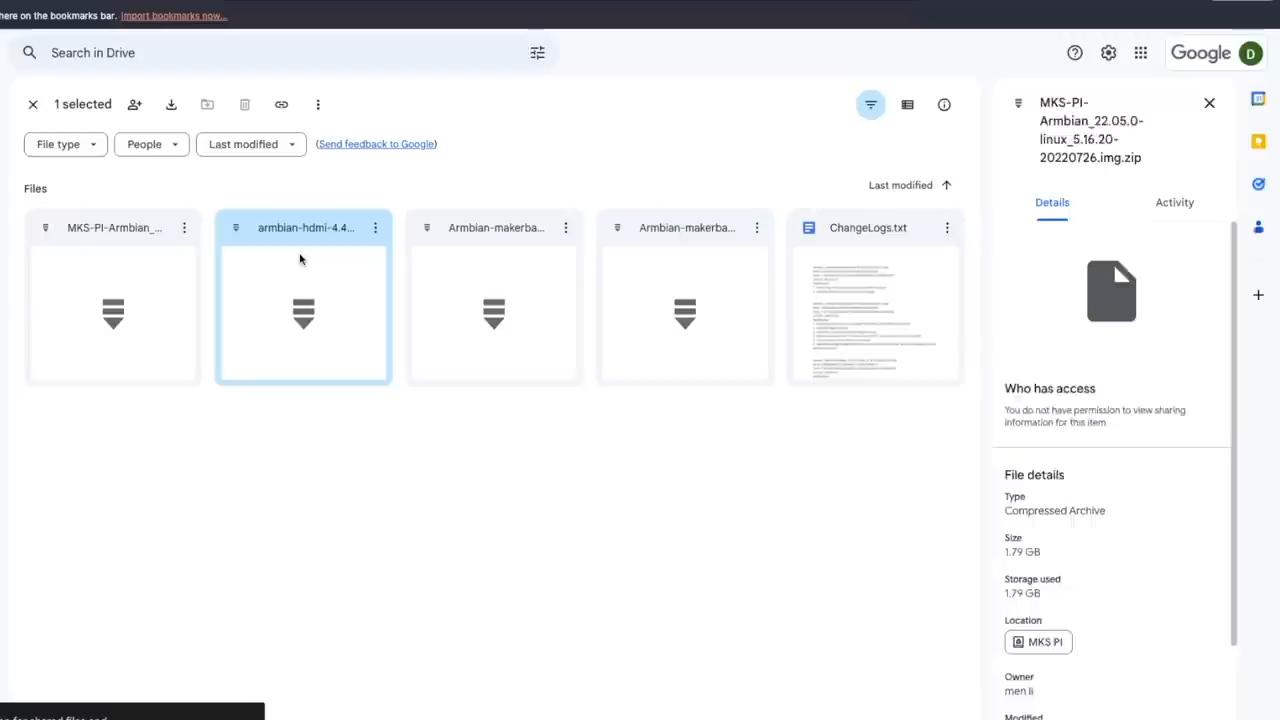 here on the bookmarks bar. Import bookmarks now...
Search in Drive
Google D
1 selected
File type People Last modified (Send feedback to Google)
Files
Last modified
MKS-PI-Armbian_...
armbian-hdmi-4.4...
Armbian-makerba...
Armbian-makerba...
ChangeLogs.txt
MKS-PI-
Armbian_22.05.0-
linux_5.16.20-
20220726.img.zip
Details Activity
Who has access
You do not have permission to view sharing
information for this item
File details
Type
Compressed Archive
Size
1.79 GB
Storage used
1.79 GB
Location
MKS PI
Owner
men li
Modified